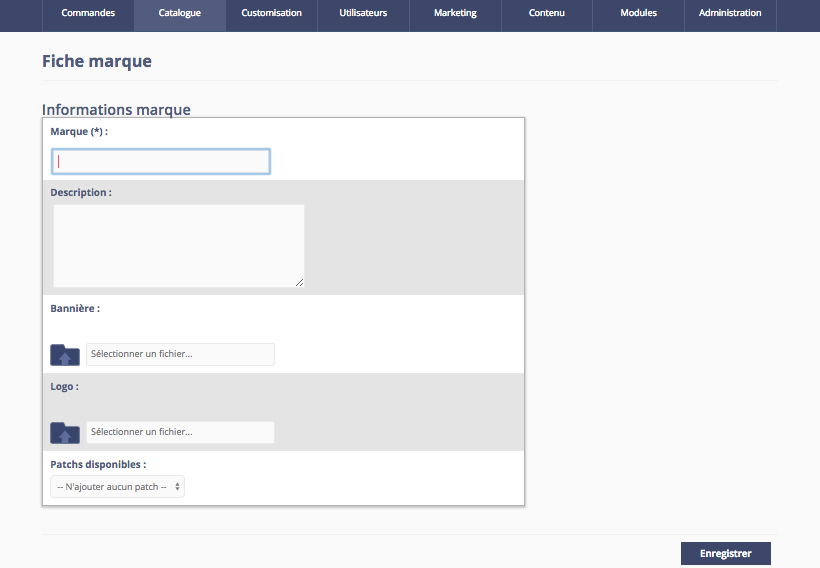 Commandes Catalogue Customisation Utilisateurs Marketing Contenu Modules Administration
Fiche marque
Informations marque
Marque (*) :
Description :
Bannière :
Sélectionner un fichier...
Logo :
Sélectionner un fichier...
Patchs disponibles :
-- N'ajouter aucun patch --
Enregistrer